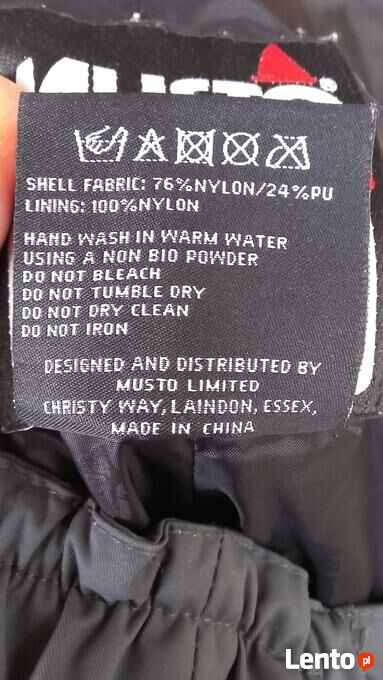 MUSTO
®
SHELL FABRIC: 76%NYLON/24%PU
LINING: 100%NYLON
HAND WASH IN WARM WATER
USING A NON BIO POWDER
DO NOT BLEACH
DO NOT TUMBLE DRY
DO NOT DRY CLEAN
DO NOT IRON
DESIGNED AND DISTRIBUTED BY
MUSTO LIMITED
CHRISTY WAY, LAINDON, ESSEX,
MADE IN CHINA
Lento pl